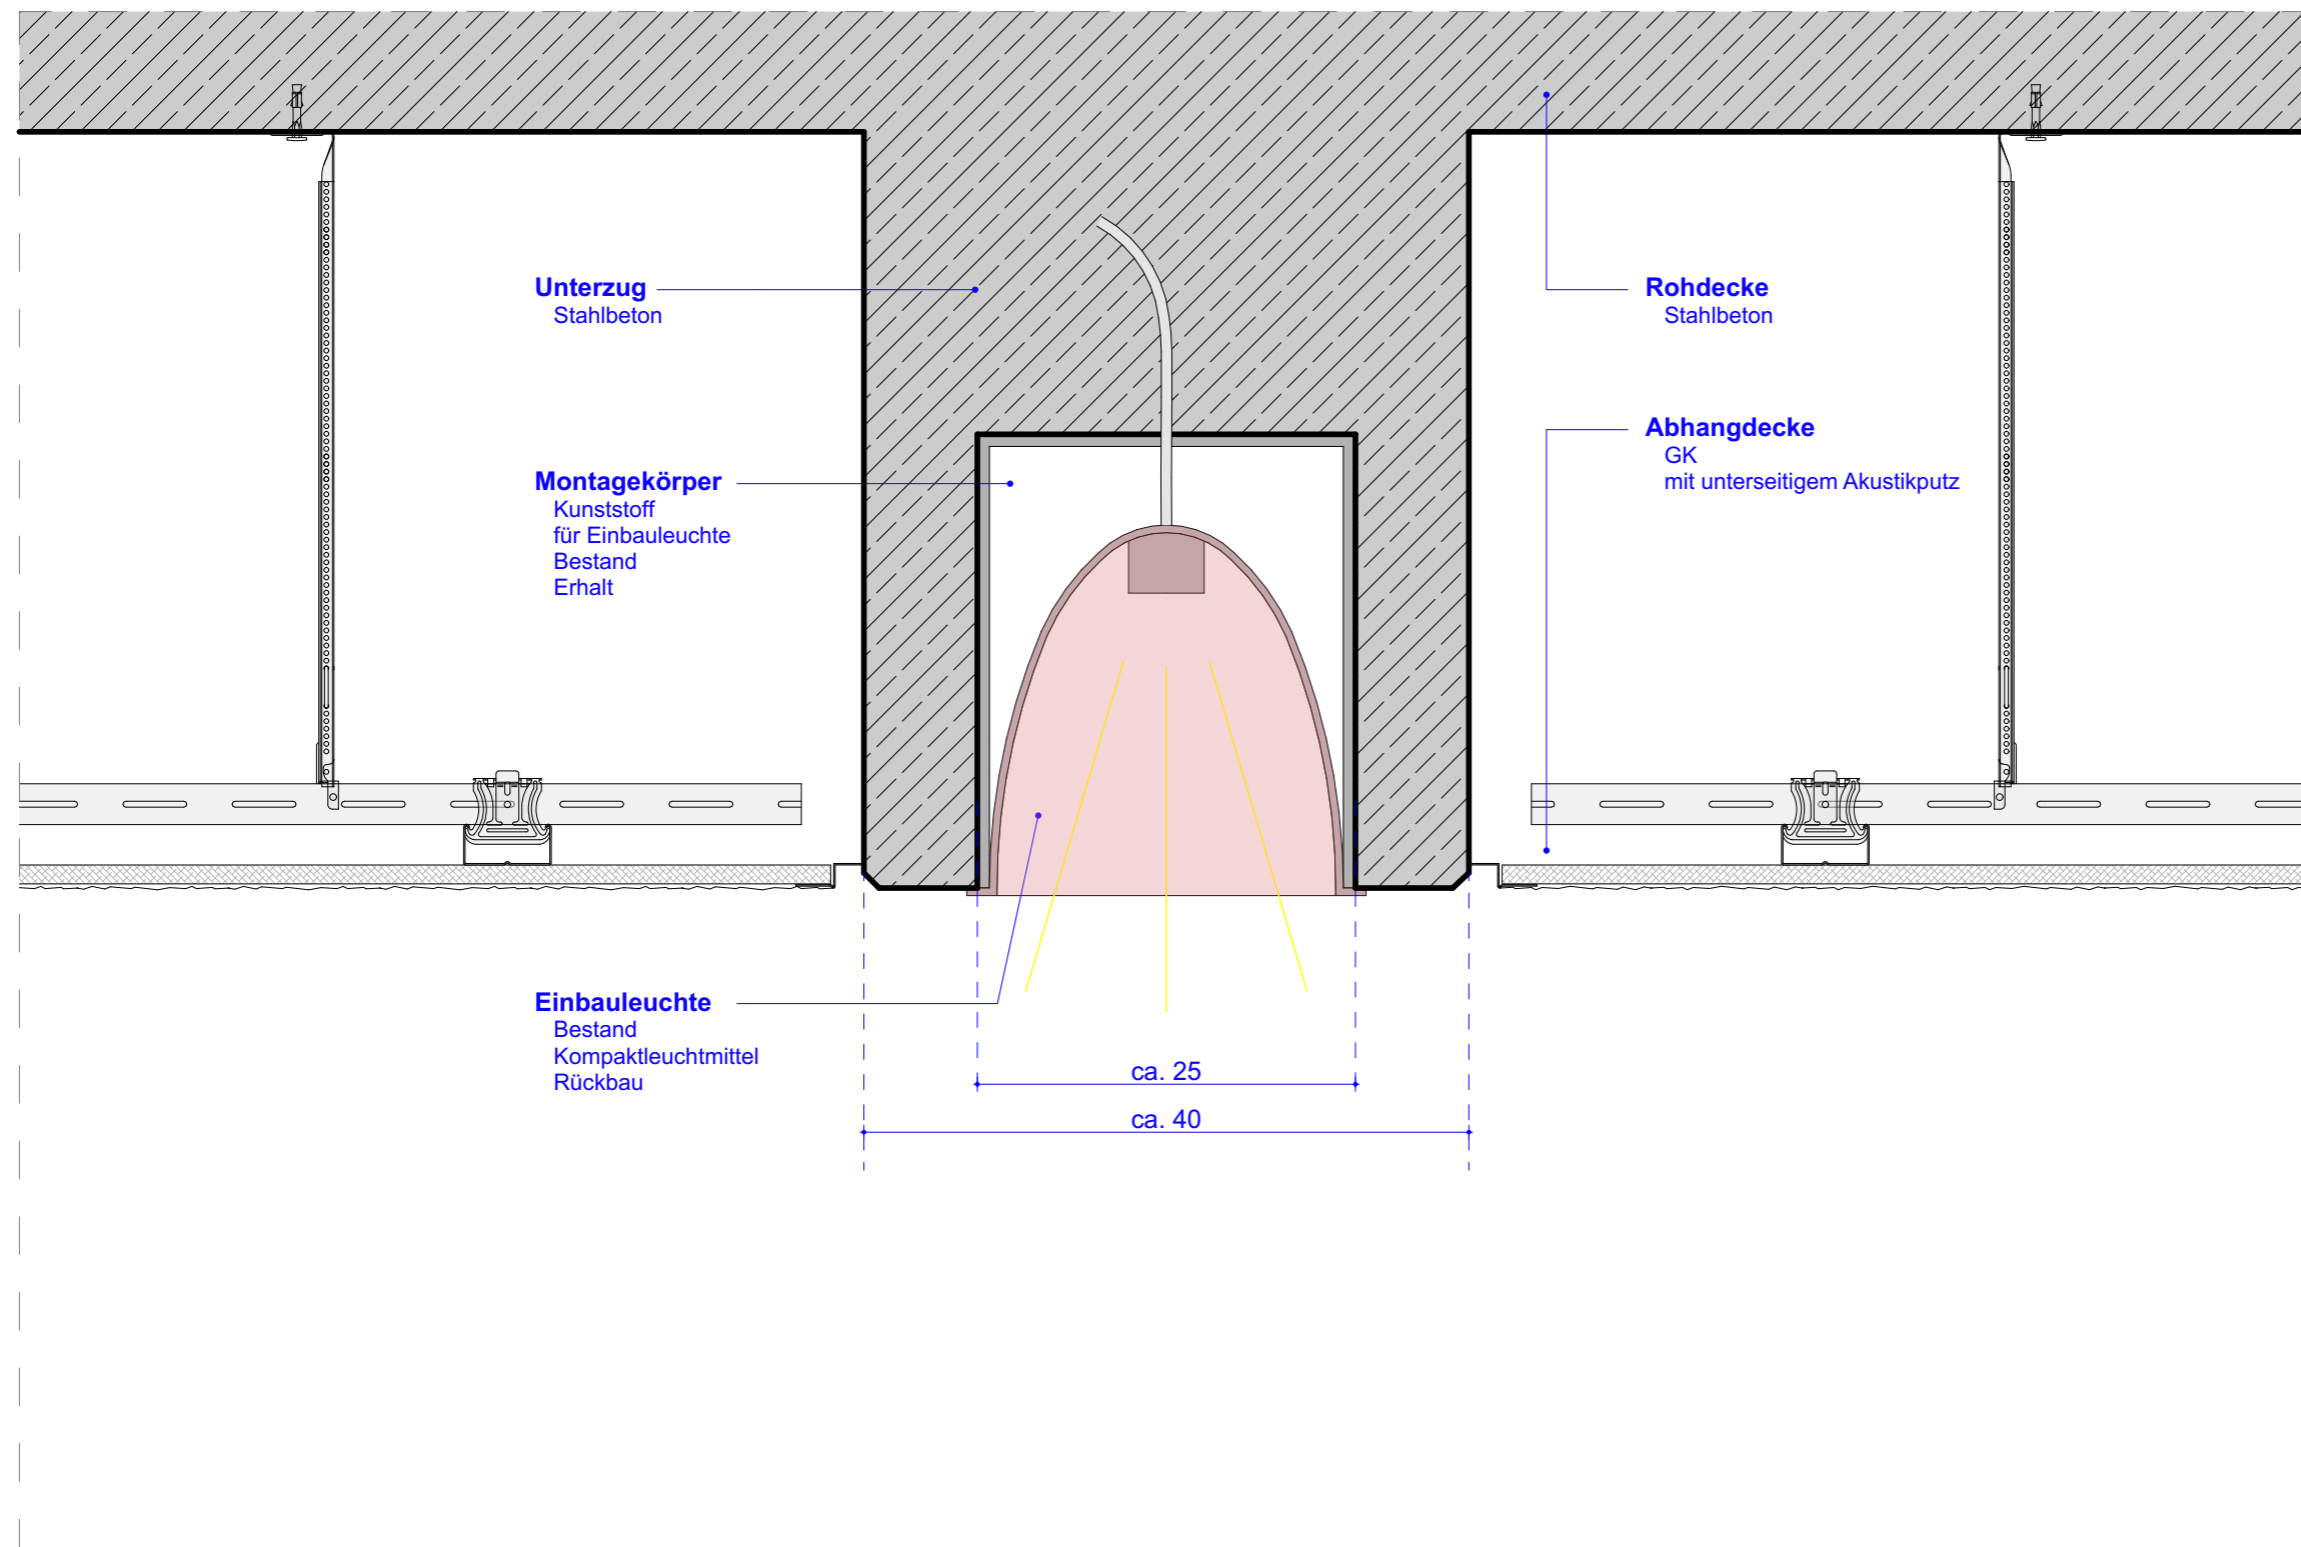 Unterzug
Stahlbeton
Rohdecke
Stahlbeton
Abhangdecke
GK
mit unterseitigem Akustikputz
Montagekörper
Kunststoff
für Einbauleuchte
Bestand
Erhalt
Einbauleuchte
Bestand
Kompaktleuchtmittel
Rückbau
ca. 25
ca. 40